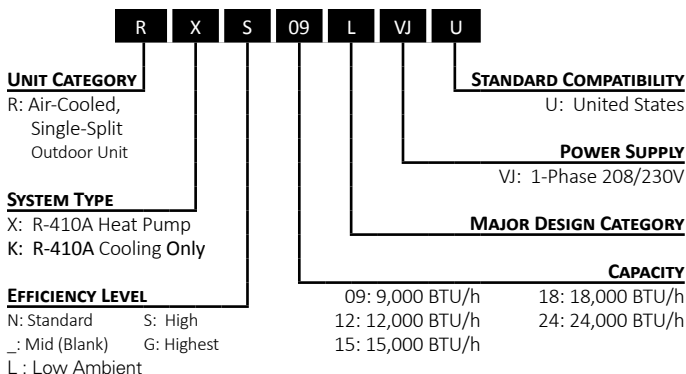 R X S 09 L VJ U
UNIT CATEGORY
R: Air-Cooled,
Single-Split
Outdoor Unit
SYSTEM TYPE
X: R-410A Heat Pump
K: R-410A Cooling Only
EFFICIENCY LEVEL
N: Standard S: High
_: Mid (Blank) G: Highest
L : Low Ambient
STANDARD COMPATIBILITY
U: United States
POWER SUPPLY
VJ: 1-Phase 208/230V
MAJOR DESIGN CATEGORY
CAPACITY
09: 9,000 BTU/h 18: 18,000 BTU/h
12: 12,000 BTU/h 24: 24,000 BTU/h
15: 15,000 BTU/h